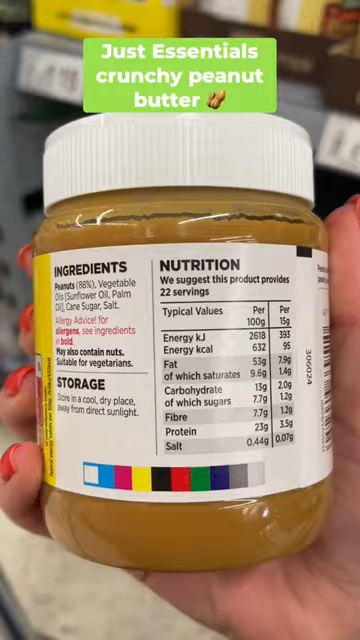 Just Essentials
crunchy peanut
butter 🥜
INGREDIENTS
Peanuts (88%), Vegetable
Oils [Sunflower Oil, Palm
Oil], Cane Sugar, Salt.
Allergy Advice! for
allergens, see ingredients
in bold.
May also contain nuts.
Suitable for vegetarians.
STORAGE
Store in a cool, dry place,
away from direct sunlight.
NUTRITION
We suggest this product provides
22 servings
Typical Values Per 100g Per 15g
Energy kJ 2618 393
Energy kcal 632 95
Fat 53g 7.9g
of which saturates 9.6g 1.4g
Carbohydrate 13g 2.0g
of which sugars 7.7g 1.2g
Fibre 7.7g 1.2g
Protein 23g 3.5g
Salt 0.44g 0.07g
306024